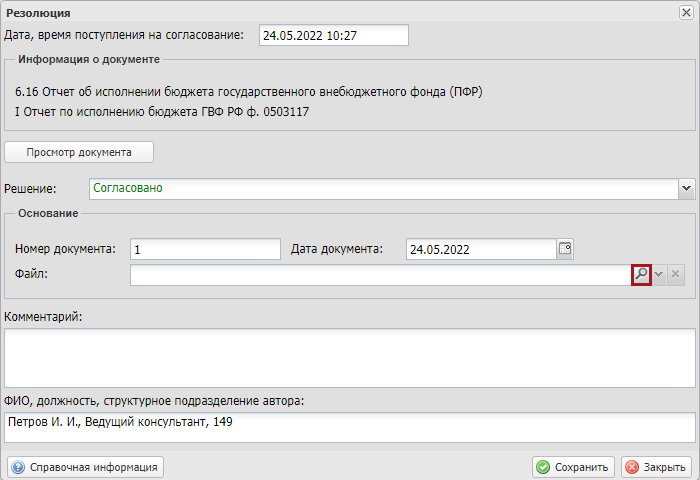 Резолюция
Дата, время поступления на согласование: 24.05.2022 10:27
Информация о документе
6.16 Отчет об исполнении бюджета государственного внебюджетного фонда (ПФР)
I Отчет по исполнению бюджета ГВФ РФ ф. 0503117
Просмотр документа
Решение: Согласовано
Основание
Номер документа: 1 Дата документа: 24.05.2022
Файл:
Комментарий:
ФИО, должность, структурное подразделение автора:
Петров И. И., Ведущий консультант, 149
Справочная информация Сохранить Закрыть